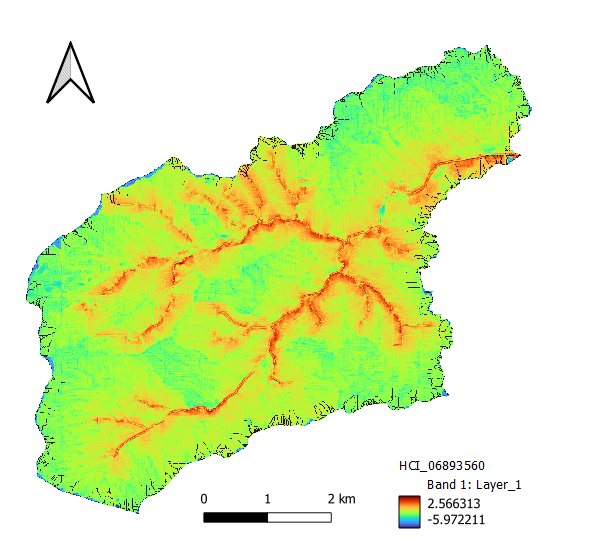 HCI_06893560
Band 1: Layer_1
2.566313
-5.972211
0 1 2 km